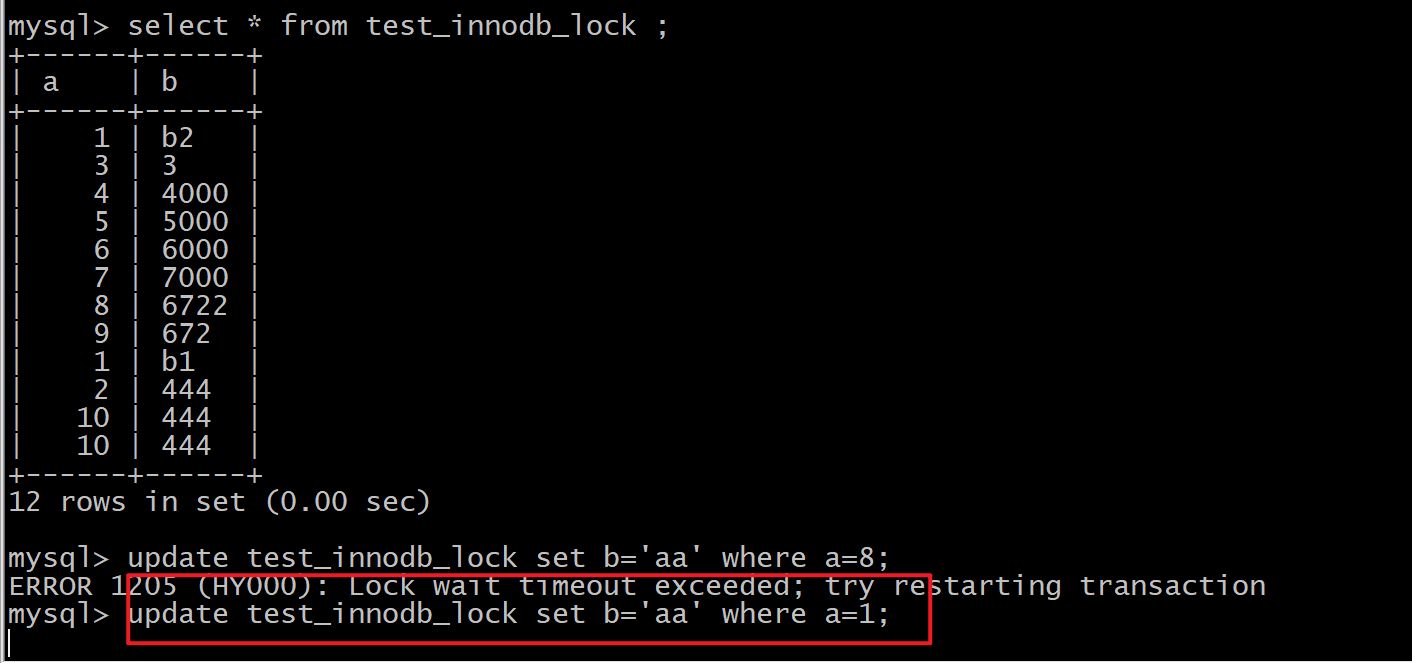 mysql> select * from test_innodb_lock ;
+------+------+
| a    | b    |
+------+------+
|    1 | b2   |
|    3 | 3    |
|    4 | 4000 |
|    5 | 5000 |
|    6 | 6000 |
|    7 | 7000 |
|    8 | 6722 |
|    9 | 672  |
|    1 | b1   |
|    2 | 444  |
|   10 | 444  |
|   10 | 444  |
+------+------+
12 rows in set (0.00 sec)
mysql> update test_innodb_lock set b='aa' where a=8;
ERROR 1205 (HY000): Lock wait timeout exceeded; try restarting transaction
mysql> update test_innodb_lock set b='aa' where a=1;